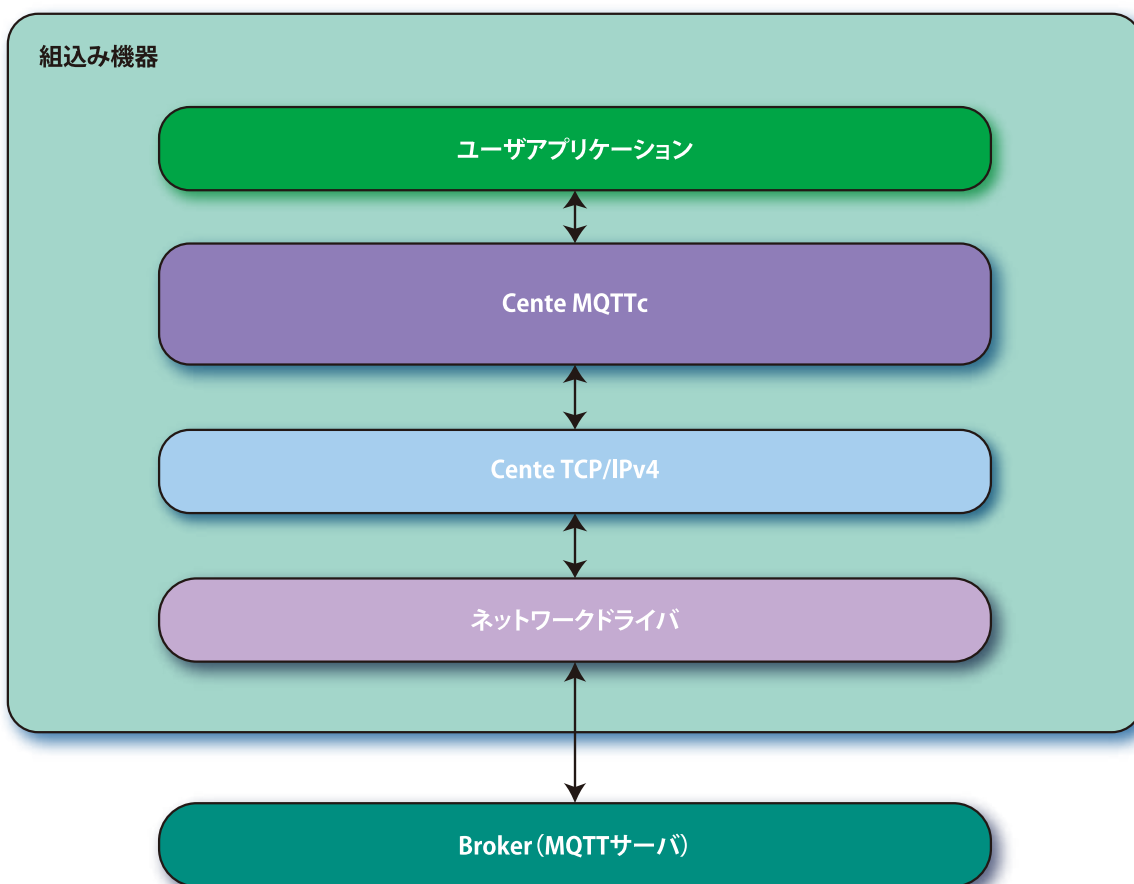 組込み機器
ユーザアプリケーション
Cente MQTTc
Cente TCP/IPv4
ネットワークドライバ
Broker（MQTTサーバ）